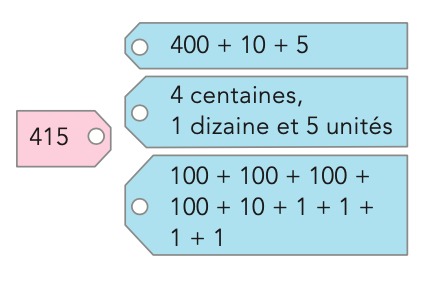 400 + 10 + 5
4 centaines,
1 dizaine et 5 unités
415
100 + 100 + 100 +
100 + 10 + 1 + 1 +
1 + 1